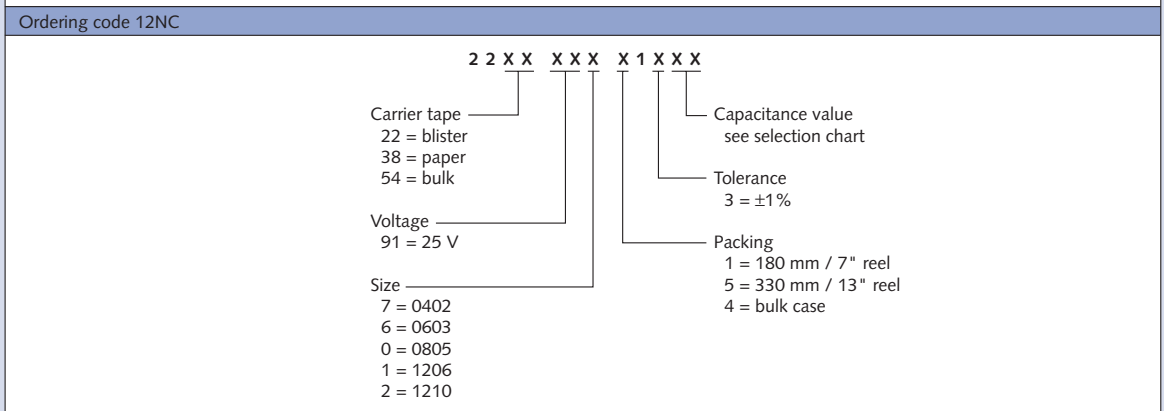 Ordering code 12NC
2 2 X X X X X X 1 X X X
Carrier tape
22 = blister
38 = paper
54 = bulk
Voltage
91 = 25 V
Size
7 = 0402
6 = 0603
0 = 0805
1 = 1206
2 = 1210
Capacitance value
see selection chart
Tolerance
3 = ±1%
Packing
1 = 180 mm / 7" reel
5 = 330 mm / 13" reel
4 = bulk case